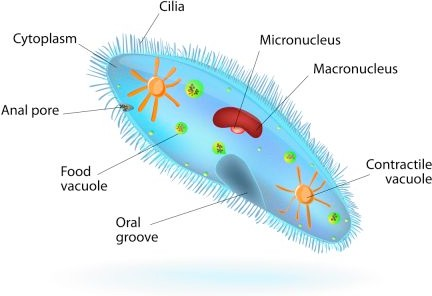 Cilia
Cytoplasm
Micronucleus
Macronucleus
Anal pore
Food
vacuole
Contractile
vacuole
Oral
groove